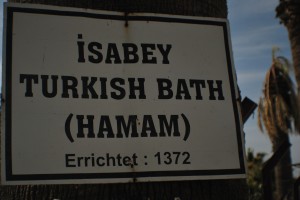 İSABEY
TURKISH BATH
(HAMAM)
Errichtet : 1372